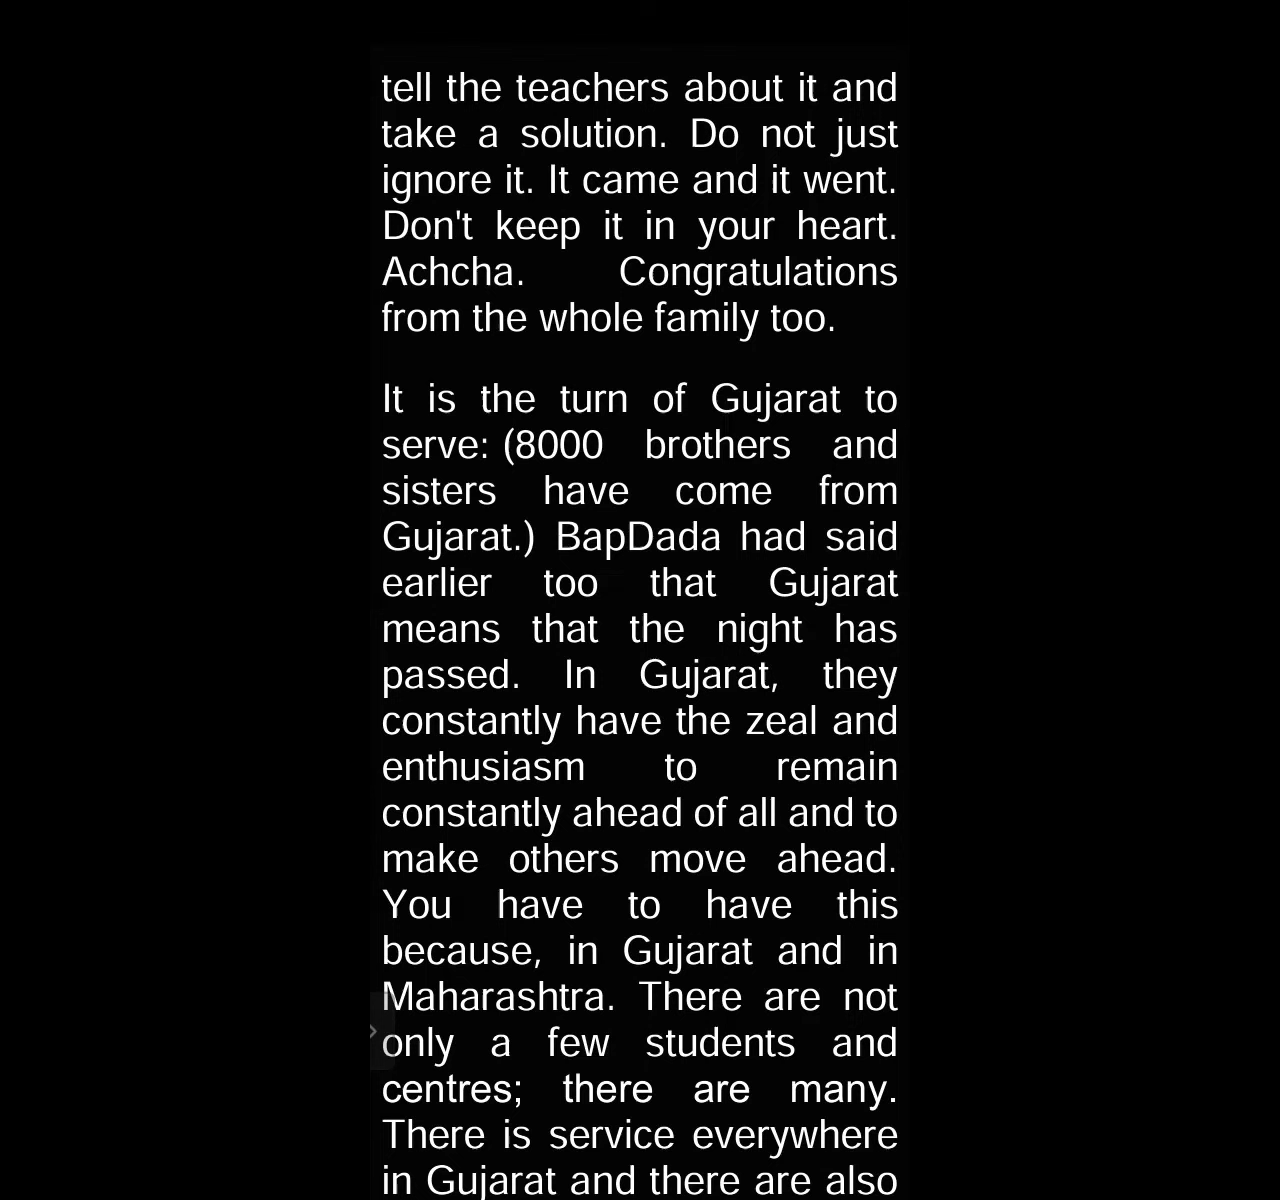 tell the teachers about it and
take a solution. Do not just
ignore it. It came and it went.
Don't keep it in your heart.
Achcha. Congratulations
from the whole family too.
It is the turn of Gujarat to
serve: (8000 brothers and
sisters have come from
Gujarat.) BapDada had said
earlier too that Gujarat
means that the night has
passed. In Gujarat, they
constantly have the zeal and
enthusiasm to remain
constantly ahead of all and to
make others move ahead.
You have to have this
because, in Gujarat and in
Maharashtra. There are not
only a few students and
centres; there are many.
There is service everywhere
in Gujarat and there are also